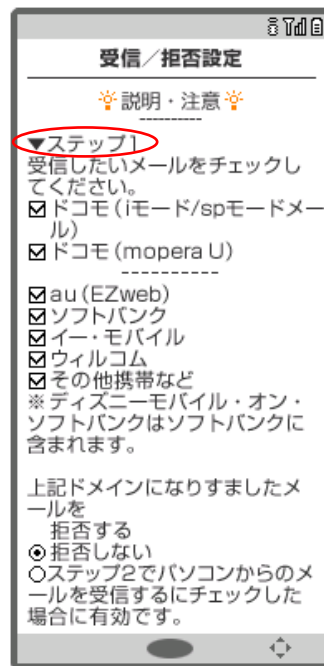 受信／拒否設定
説明・注意
----------
▼ステップ1
受信したいメールをチェックし
てください。
☑ドコモ(iモード/spモードメー
ル)
☑ドコモ(mopera U)
----------
☑au(EZweb)
☑ソフトバンク
☑イー・モバイル
☑ウィルコム
☑その他携帯など
※ディズニーモバイル・オン・
ソフトバンクはソフトバンクに
含まれます。
上記ドメインになりすましたメ
ールを
拒否する
◉拒否しない
○ステップ2でパソコンからのメ
ールを受信するにチェックした
場合に有効です。